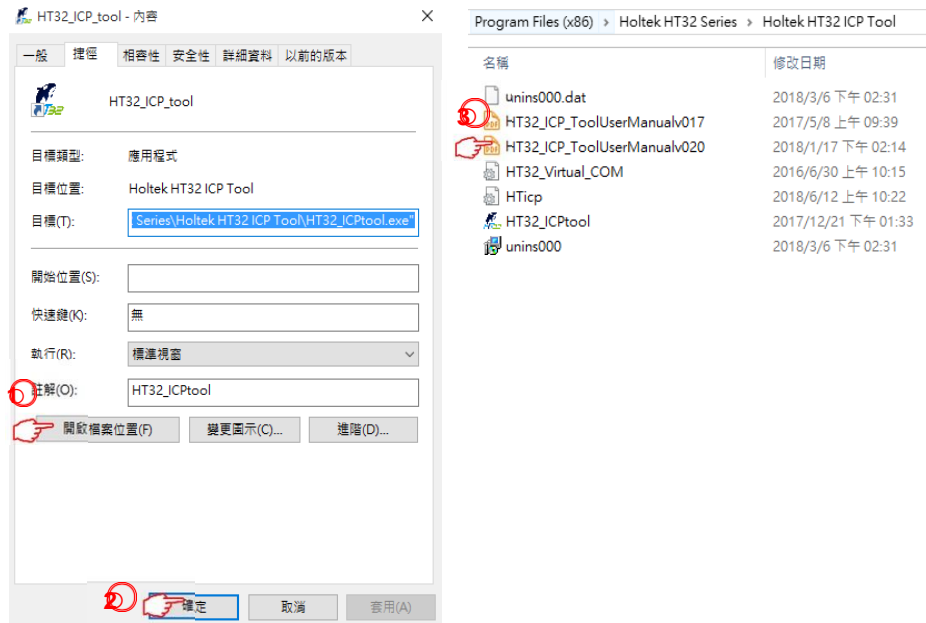 HT32_ICP_tool - 內容
一般 捷徑 相容性 安全性 詳細資料 以前的版本
T32
HT32_ICP_tool
目標類型: 應用程式
目標位置: Holtek HT32 ICP Tool
目標(T): Series\Holtek HT32 ICP Tool\HT32_ICPtool.exe"
開始位置(S):
快速鍵(K): 無
執行(R): 標準視窗
1
註解(O): HT32_ICPtool
開啟檔案位置(F) 變更圖示(C)... 進階(D)...
2
確定 取消 套用(A)
Program Files (x86) > Holtek HT32 Series > Holtek HT32 ICP Tool
名稱 修改日期
unins000.dat 2018/3/6 下午 02:31
3
HT32_ICP_ToolUserManualv017 2017/5/8 上午 09:39
HT32_ICP_ToolUserManualv020 2018/1/17 下午 02:14
HT32_Virtual_COM 2016/6/30 上午 10:15
HTicp 2018/6/12 上午 10:22
HT32_ICPtool 2017/12/21 下午 01:33
unins000 2018/3/6 下午 02:31